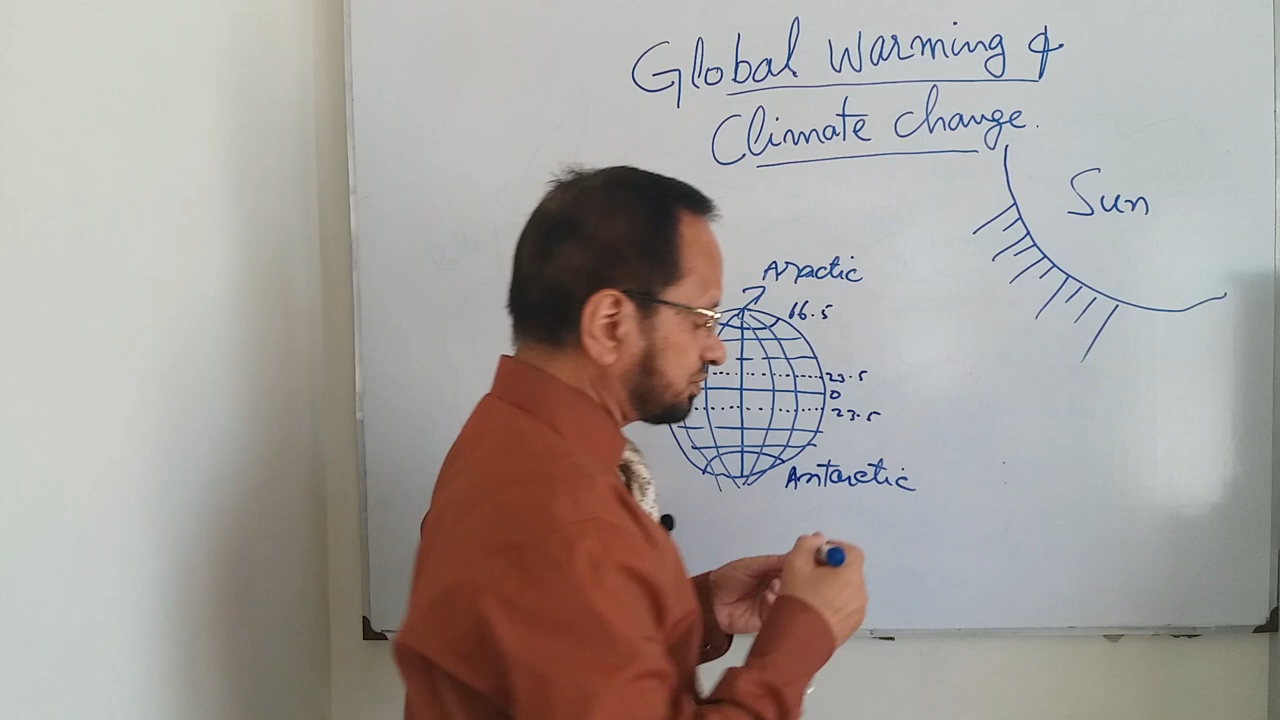 Global Warming &
Climate change.
Sun
Aractic
66.5
23.5
0
23.5
Antarctic